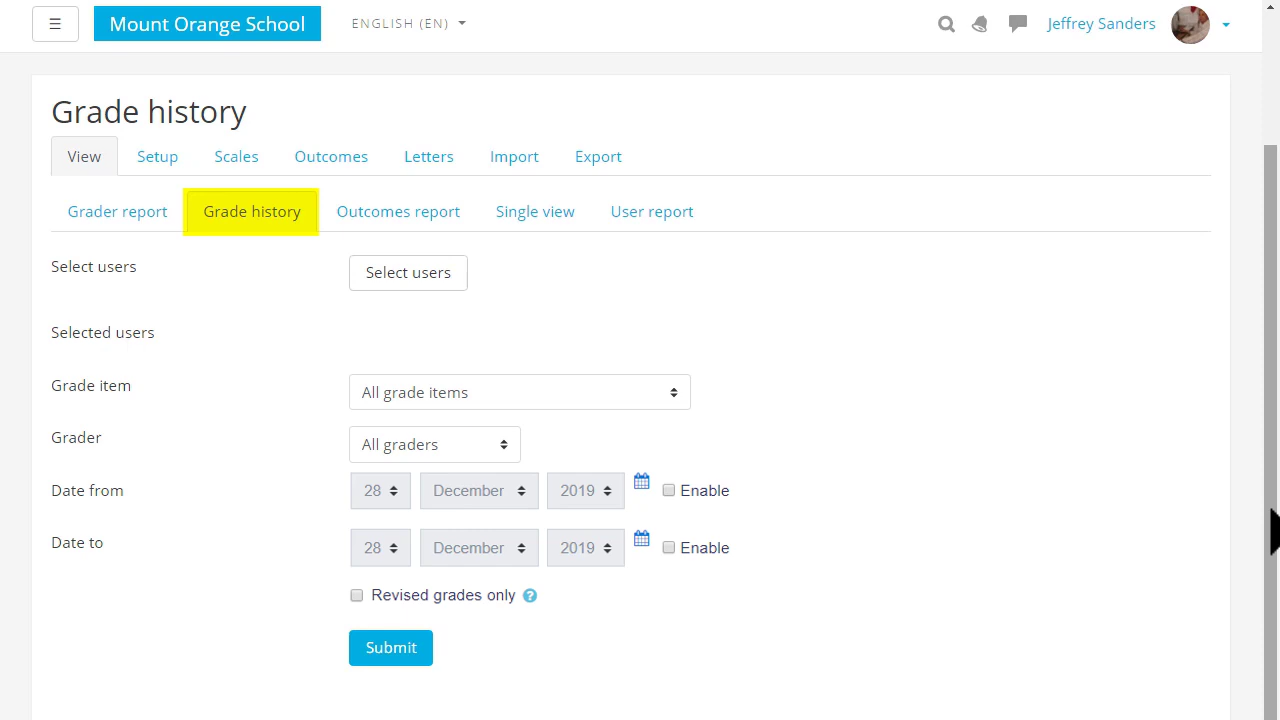 Mount Orange School ENGLISH (EN) Jeffrey Sanders
Grade history
View Setup Scales Outcomes Letters Import Export
Grader report Grade history Outcomes report Single view User report
Select users Select users
Selected users
Grade item All grade items
Grader All graders
Date from 28 December 2019 Enable
Date to 28 December 2019 Enable
Revised grades only ?
Submit